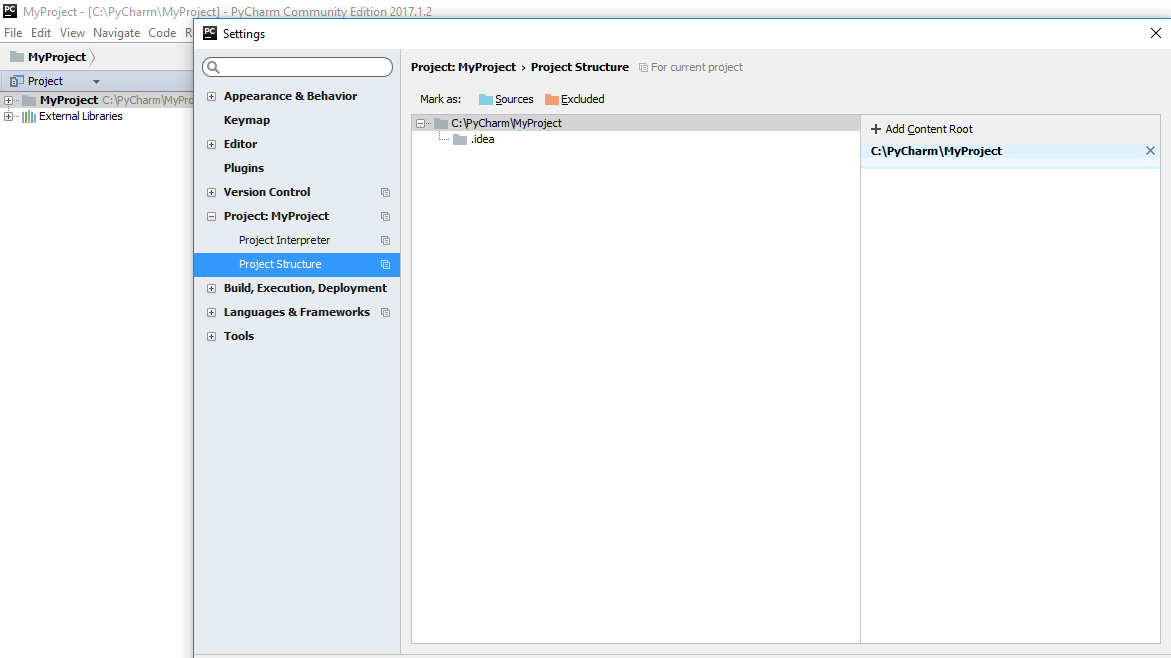 PC MyProject - [C:\PyCharm\MyProject] - PyCharm Community Edition 2017.1.2
File Edit View Navigate Code
MyProject
Project
MyProject C:\PyCharm\MyPro
External Libraries
PC Settings
Appearance & Behavior
Keymap
Editor
Plugins
Version Control
Project: MyProject
Project Interpreter
Project Structure
Build, Execution, Deployment
Languages & Frameworks
Tools
Project: MyProject › Project Structure For current project
Mark as: Sources Excluded
C:\PyCharm\MyProject
.idea
+ Add Content Root
C:\PyCharm\MyProject